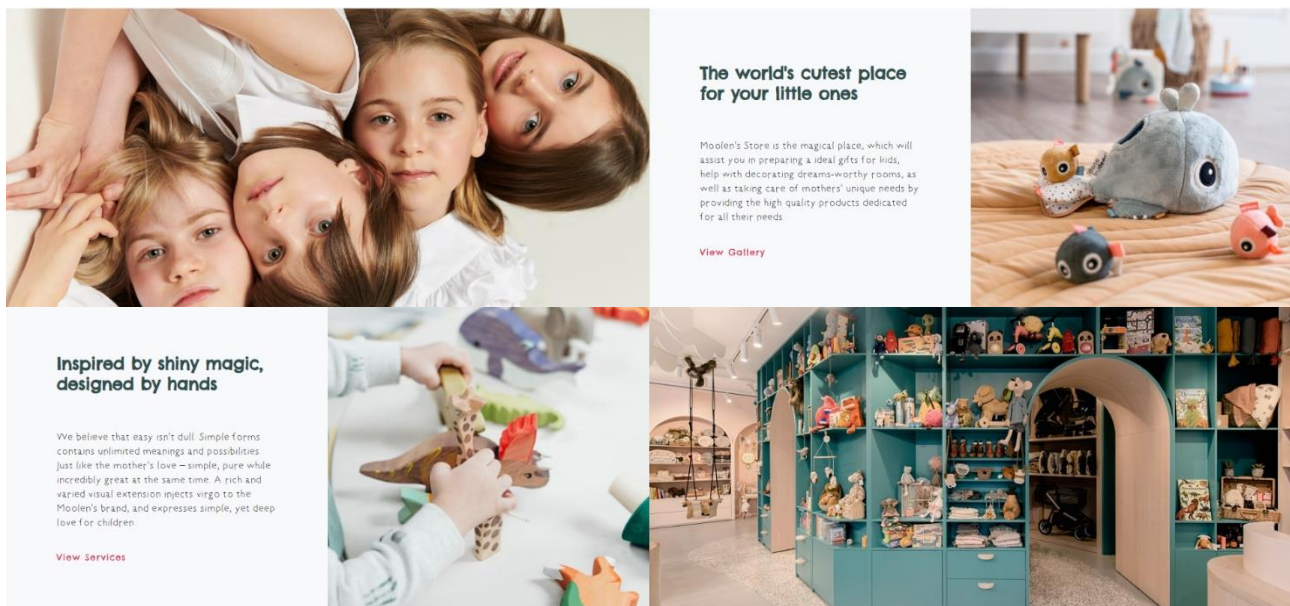 The world's cutest place
for your little ones
Moolen's Store is the magical place, which will
assist you in preparing a ideal gifts for kids,
help with decorating dreams-worthy rooms, as
well as taking care of mothers' unique needs by
providing the high quality products dedicated
for all their needs
View Gallery
Inspired by shiny magic,
designed by hands
We believe that easy isn't dull. Simple forms
contains unlimited meanings and possibilities
Just like the mother's love – simple, pure while
incredibly great at the same time. A rich and
varied visual extension injects virgo to the
Moolen's brand, and expresses simple, yet deep
love for children
View Services